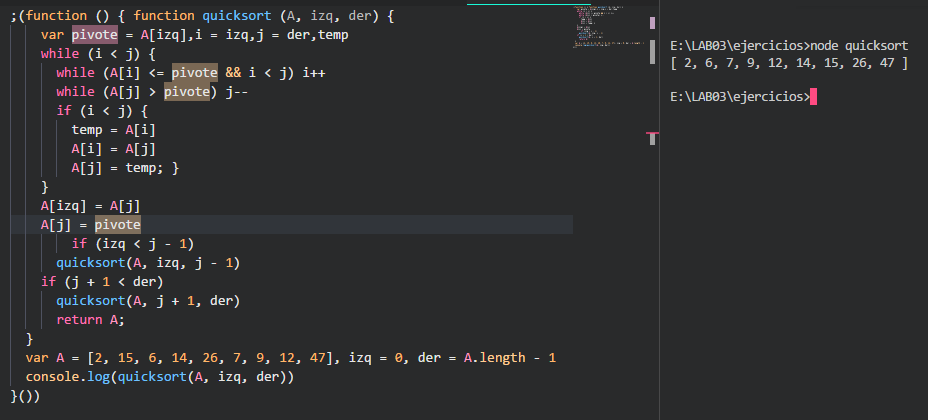 ;(function () { function quicksort (A, izq, der) {
var pivote = A[izq],i = izq,j = der,temp
while (i < j) {
while (A[i] <= pivote && i < j) i++
while (A[j] > pivote) j--
if (i < j) {
temp = A[i]
A[i] = A[j]
A[j] = temp; }
}
A[izq] = A[j]
A[j] = pivote
if (izq < j - 1)
quicksort(A, izq, j - 1)
if (j + 1 < der)
quicksort(A, j + 1, der)
return A;
}
var A = [2, 15, 6, 14, 26, 7, 9, 12, 47], izq = 0, der = A.length - 1
console.log(quicksort(A, izq, der))
}())
E:\LAB03\ejercicios>node quicksort
[ 2, 6, 7, 9, 12, 14, 15, 26, 47 ]
E:\LAB03\ejercicios>